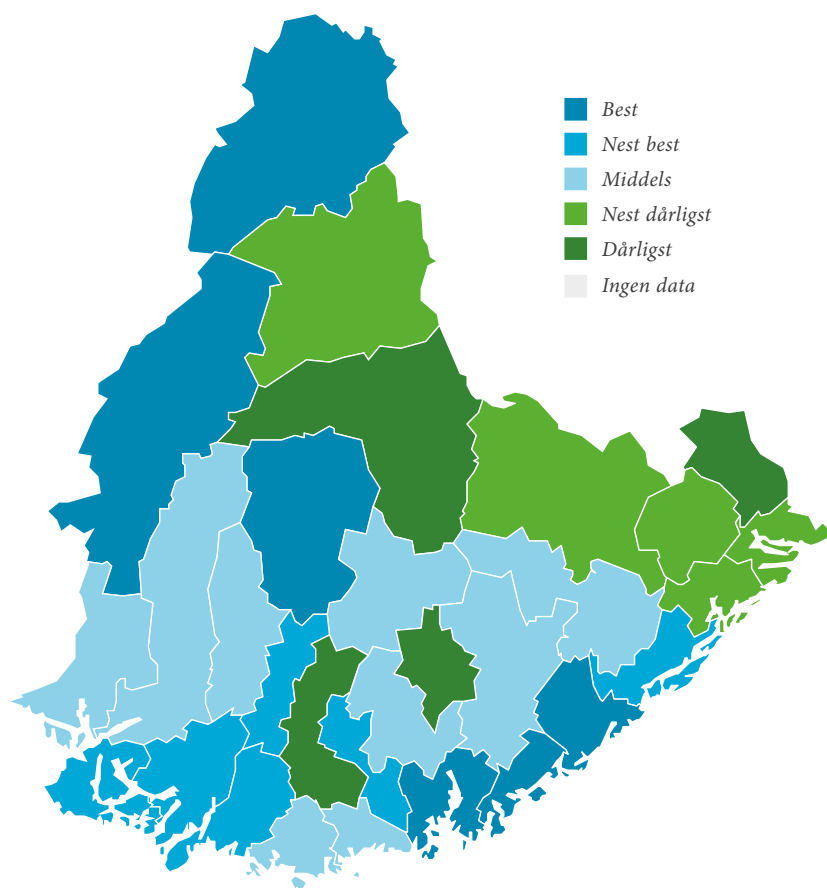 Best
Nest best
Middels
Nest dårligst
Dårligst
Ingen data